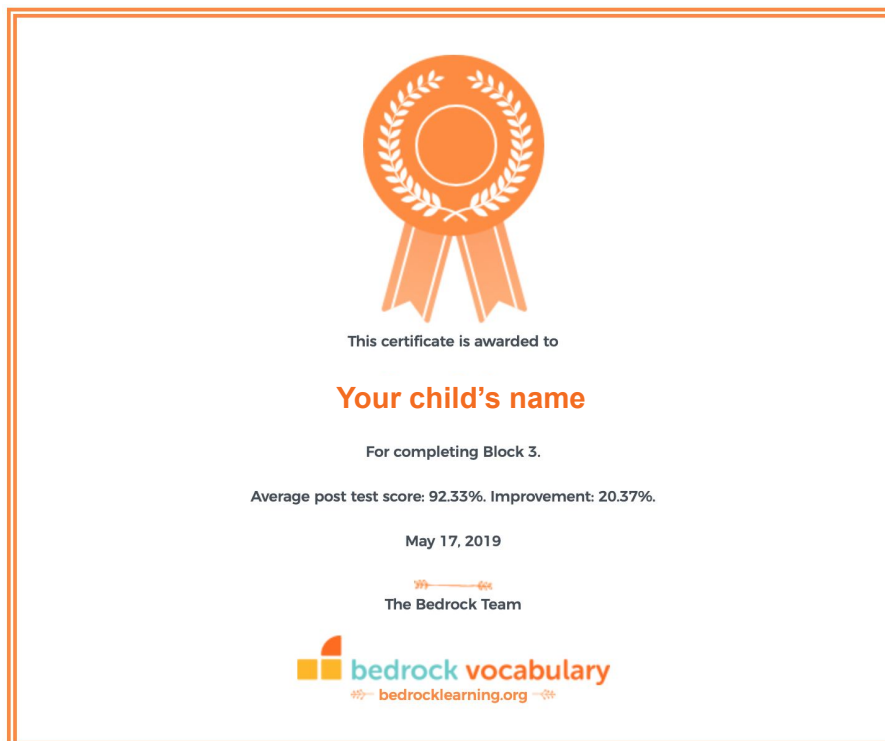 This certificate is awarded to
Your child’s name
For completing Block 3.
Average post test score: 92.33%. Improvement: 20.37%.
May 17, 2019
The Bedrock Team
bedrock vocabulary
bedrocklearning.org